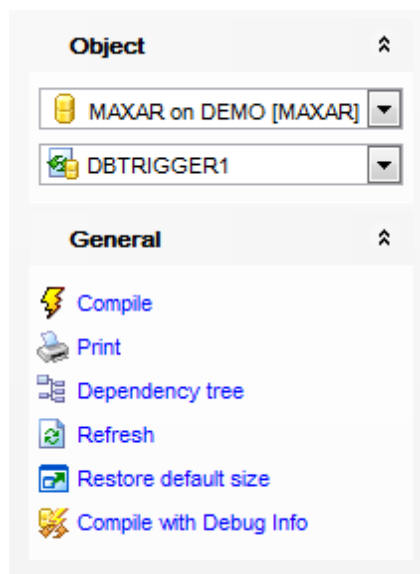 Object
MAXAR on DEMO [MAXAR]
DBTRIGGER1
General
Compile
Print
Dependency tree
Refresh
Restore default size
Compile with Debug Info